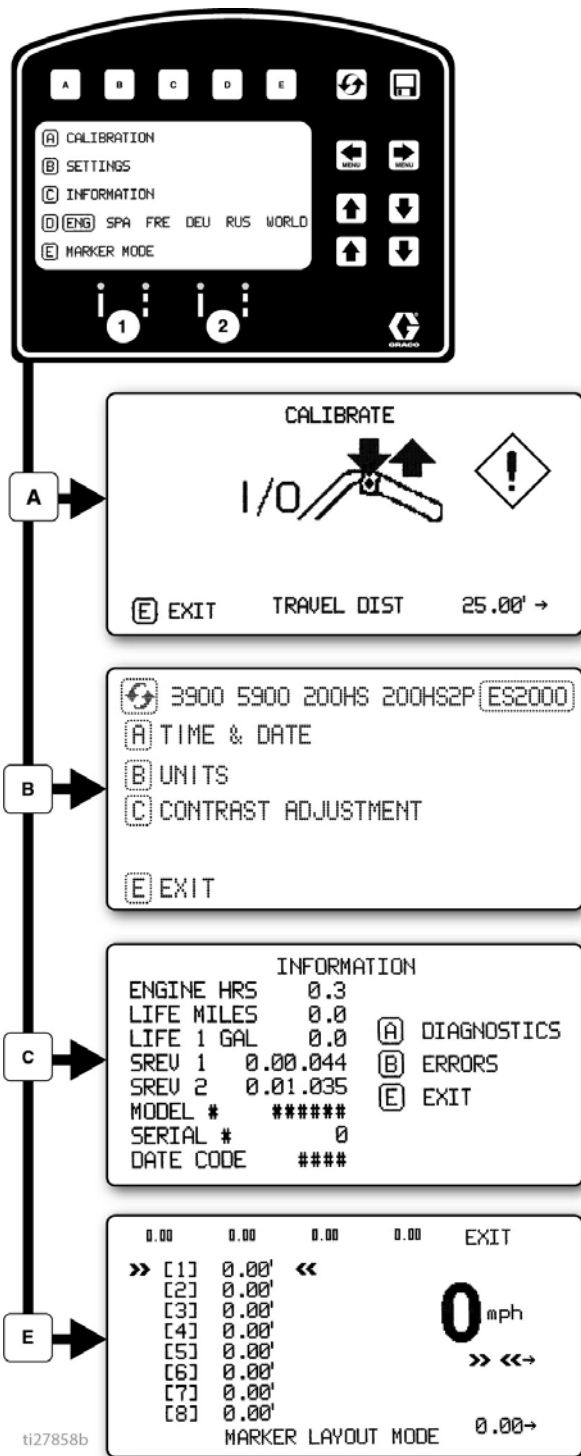 A B C D E
A CALIBRATION
B SETTINGS
C INFORMATION
D ENG SPA FRE DEU RUS WORLD
E MARKER MODE
MENU MENU
1 2
GRACO
A
CALIBRATE
I/O
!
E EXIT TRAVEL DIST 25.00' →
B
3900 5900 200HS 200HS2P ES2000
A TIME & DATE
B UNITS
C CONTRAST ADJUSTMENT
E EXIT
C
INFORMATION
ENGINE HRS 0.3
LIFE MILES 0.0
LIFE 1 GAL 0.0
SREV 1 0.00.044
SREV 2 0.01.035
MODEL # ######
SERIAL # 0
DATE CODE ####
A DIAGNOSTICS
B ERRORS
E EXIT
E
0.00 0.00 0.00 0.00 EXIT
>> [1] 0.00' <<
[2] 0.00'
[3] 0.00'
[4] 0.00'
[5] 0.00'
[6] 0.00'
[7] 0.00'
[8] 0.00'
0 mph
>> <<→
MARKER LAYOUT MODE 0.00→
ti27858b